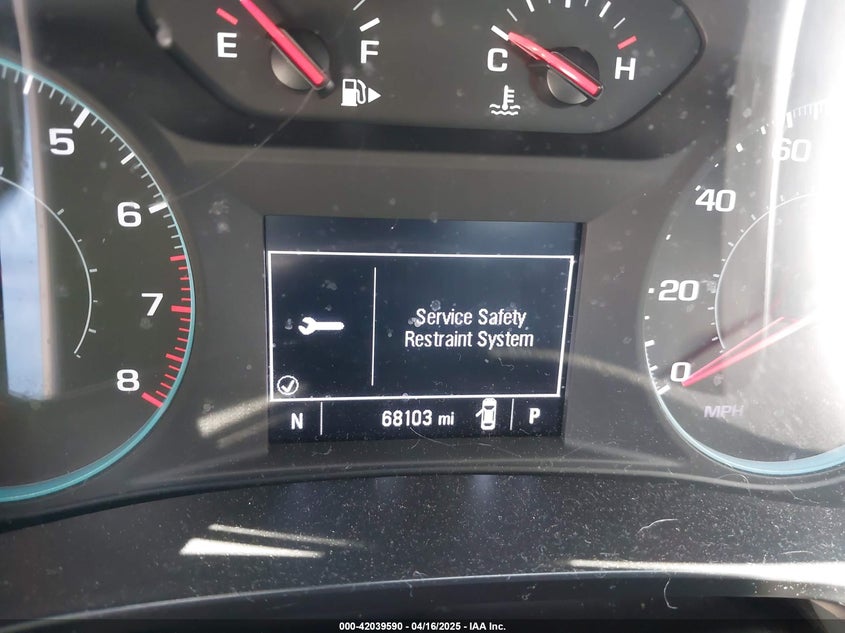 E F
C H
5
6
7
8
60
40
20
0
MPH
Service Safety
Restraint System
N 68103 mi P
000-42039590 - 04/16/2025 - IAA Inc.